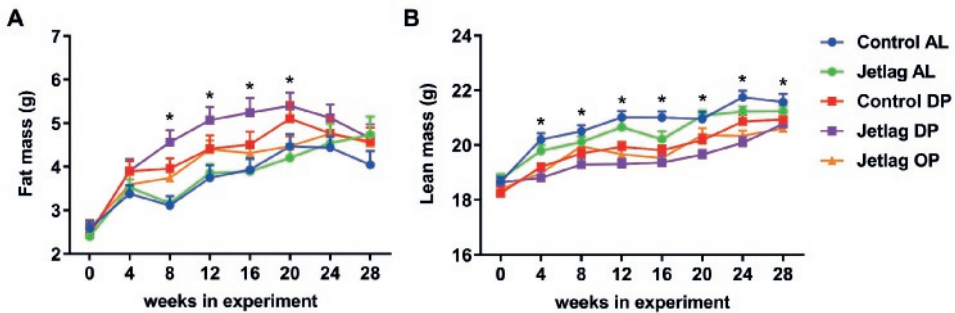 A
Fat mass (g)
7
6
5
4
3
2
* * * *
0 4 8 12 16 20 24 28
weeks in experiment
B
Lean mass (g)
24
22
20
18
16
* * * * * * *
0 4 8 12 16 20 24 28
weeks in experiment
Control AL
Jetlag AL
Control DP
Jetlag DP
Jetlag OP